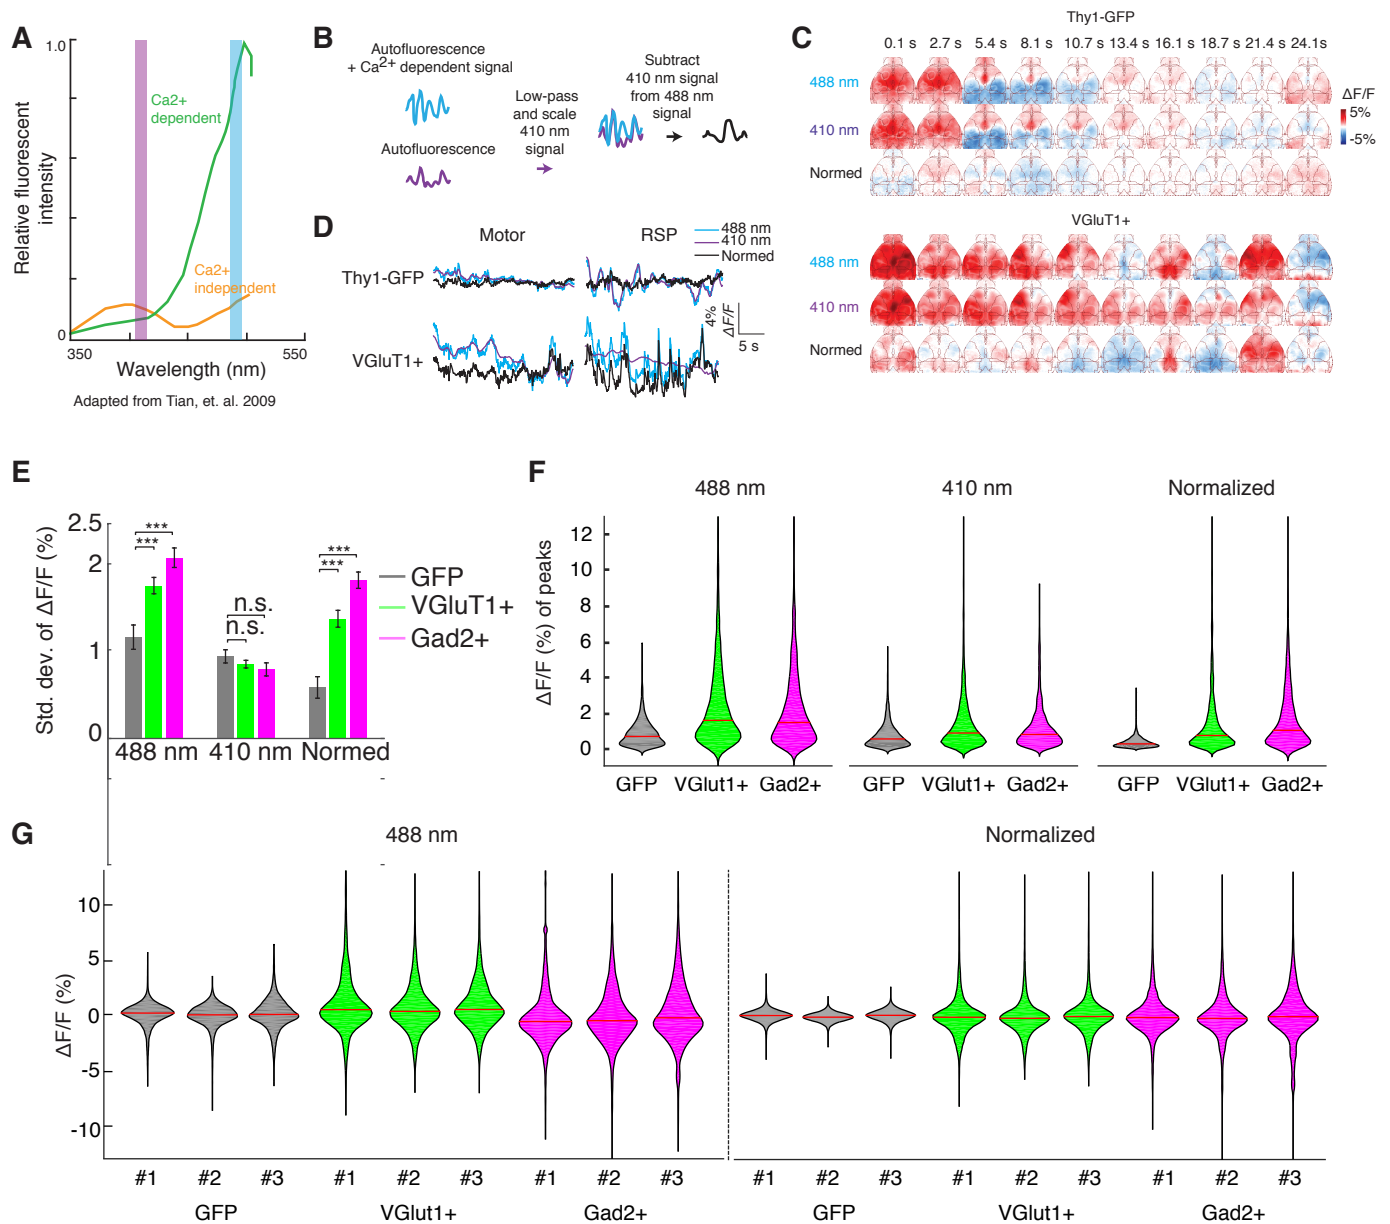 A
1.0
Ca2+
dependent
Ca2+
independent
0
350
550
Relative fluorescent
intensity
Wavelength (nm)
Adapted from Tian, et. al. 2009
B
Autofluorescence
+ Ca2+ dependent signal
Autofluorescence
Low-pass
and scale
410 nm
signal
Subtract
410 nm signal
from 488 nm
signal
C
Thy1-GFP
0.1 s 2.7 s 5.4 s 8.1 s 10.7 s 13.4 s 16.1 s 18.7 s 21.4 s 24.1s
488 nm
410 nm
Normed
ΔF/F
5%
-5%
VGluT1+
488 nm
410 nm
Normed
D
Motor
RSP
488 nm
410 nm
Normed
Thy1-GFP
VGluT1+
4%
ΔF/F
5 s
E
2.5
2
1
0
Std. dev. of ΔF/F (%)
***
***
n.s.
n.s.
***
***
GFP
VGluT1+
Gad2+
488 nm 410 nm Normed
F
488 nm
410 nm
Normalized
ΔF/F (%) of peaks
12
10
8
6
4
2
0
GFP VGlut1+ Gad2+
GFP VGlut1+ Gad2+
GFP VGlut1+ Gad2+
G
488 nm
Normalized
ΔF/F (%)
10
5
0
-5
-10
#1 #2 #3 #1 #2 #3 #1 #2 #3
GFP VGlut1+ Gad2+
#1 #2 #3 #1 #2 #3 #1 #2 #3
GFP VGlut1+ Gad2+